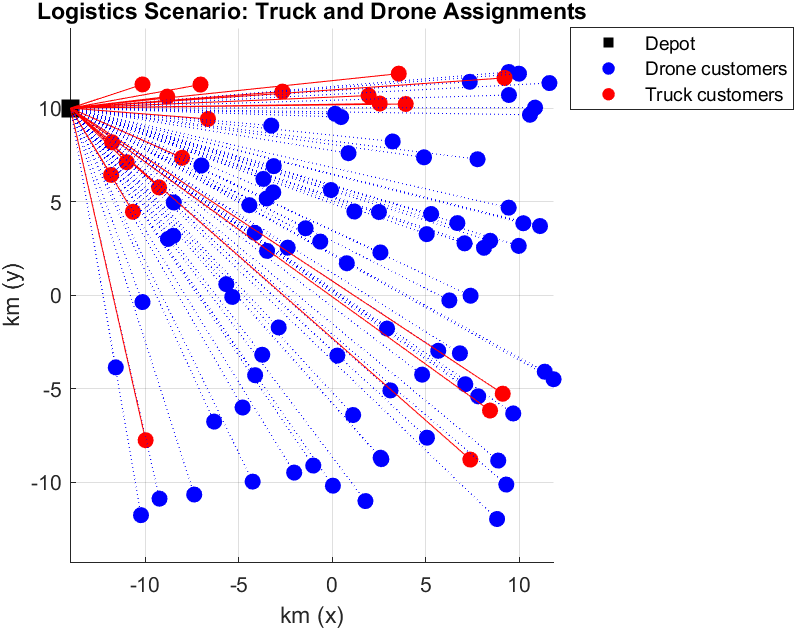 Logistics Scenario: Truck and Drone Assignments
Depot
Drone customers
Truck customers
10
5
0
-5
-10
km (y)
-10
-5
0
5
10
km (x)